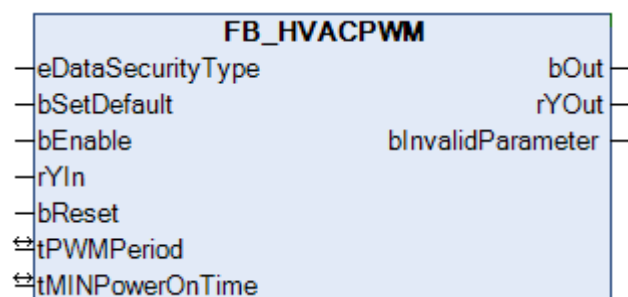 FB_HVACPWM
eDataSecurityType bOut
bSetDefault rYOut
bEnable bInvalidParameter
rYIn
bReset
tPWMPeriod
tMINPowerOnTime